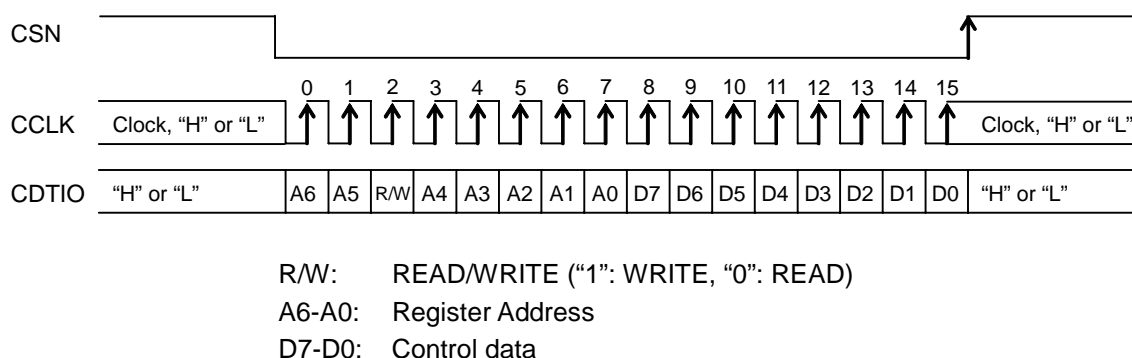 CSN
0 1 2 3 4 5 6 7 8 9 10 11 12 13 14 15
CCLK Clock, “H” or “L” Clock, “H” or “L”
CDTIO “H” or “L” A6 A5 R/W A4 A3 A2 A1 A0 D7 D6 D5 D4 D3 D2 D1 D0 “H” or “L”
R/W: READ/WRITE (“1”: WRITE, “0”: READ)
A6-A0: Register Address
D7-D0: Control data